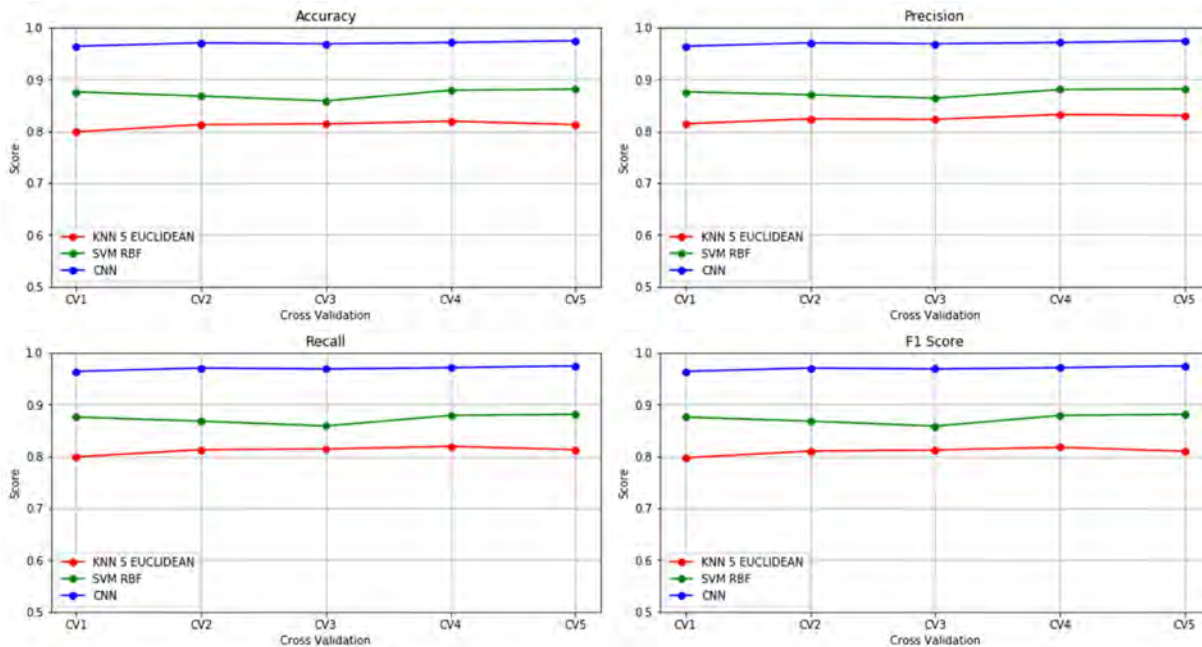 Accuracy
1.0
0.9
0.8
0.7
0.6
0.5
Score
KNN 5 EUCLIDEAN
SVM RBF
CNN
CV1 CV2 CV3 CV4 CV5
Cross Validation
Precision
1.0
0.9
0.8
0.7
0.6
0.5
Score
KNN 5 EUCLIDEAN
SVM RBF
CNN
CV1 CV2 CV3 CV4 CV5
Cross Validation
Recall
1.0
0.9
0.8
0.7
0.6
0.5
Score
KNN 5 EUCLIDEAN
SVM RBF
CNN
CV1 CV2 CV3 CV4 CV5
Cross Validation
F1 Score
1.0
0.9
0.8
0.7
0.6
0.5
Score
KNN 5 EUCLIDEAN
SVM RBF
CNN
CV1 CV2 CV3 CV4 CV5
Cross Validation